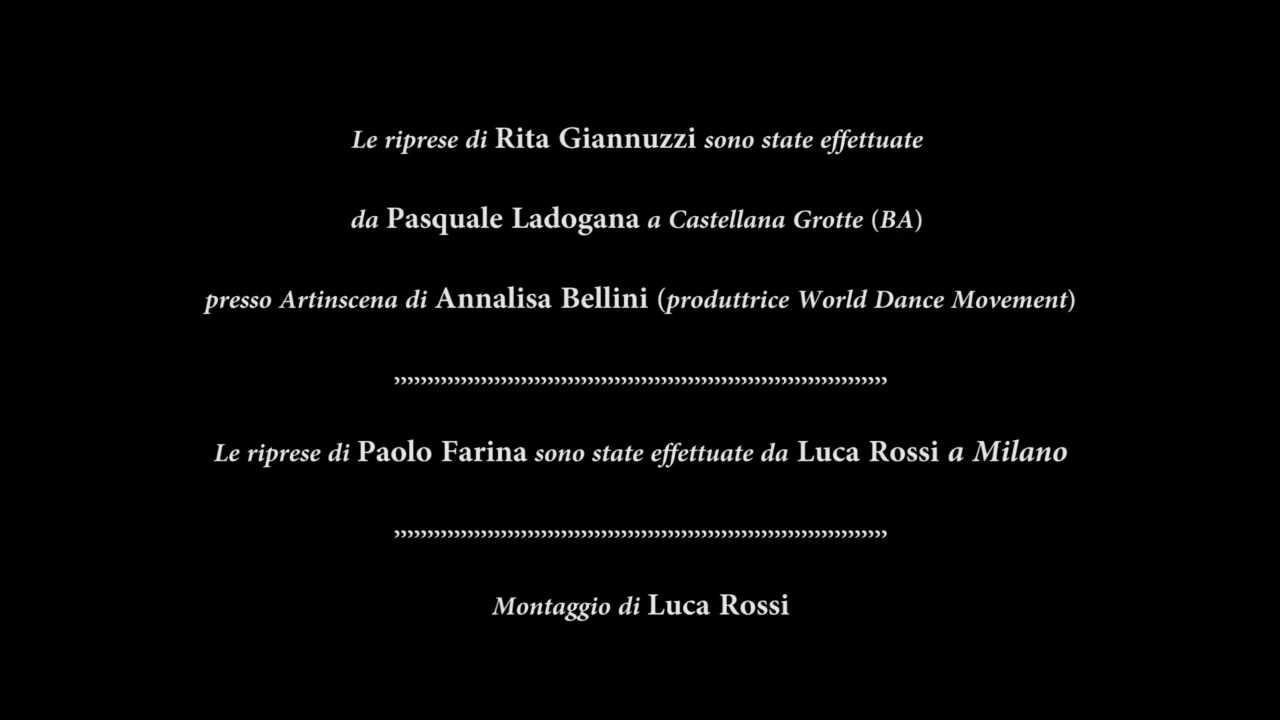 Le riprese di Rita Giannuzzi sono state effettuate
da Pasquale Ladogana a Castellana Grotte (BA)
presso Artinscena di Annalisa Bellini (produttrice World Dance Movement)
,,,,,,,,,,,,,,,,,,,,,,,,,,,,,,,,,,,,,,,,,,,,,,,,,,,,,,,,,,,,,,,,,,,,,,,,,,
Le riprese di Paolo Farina sono state effettuate da Luca Rossi a Milano
,,,,,,,,,,,,,,,,,,,,,,,,,,,,,,,,,,,,,,,,,,,,,,,,,,,,,,,,,,,,,,,,,,,,,,,,,,
Montaggio di Luca Rossi